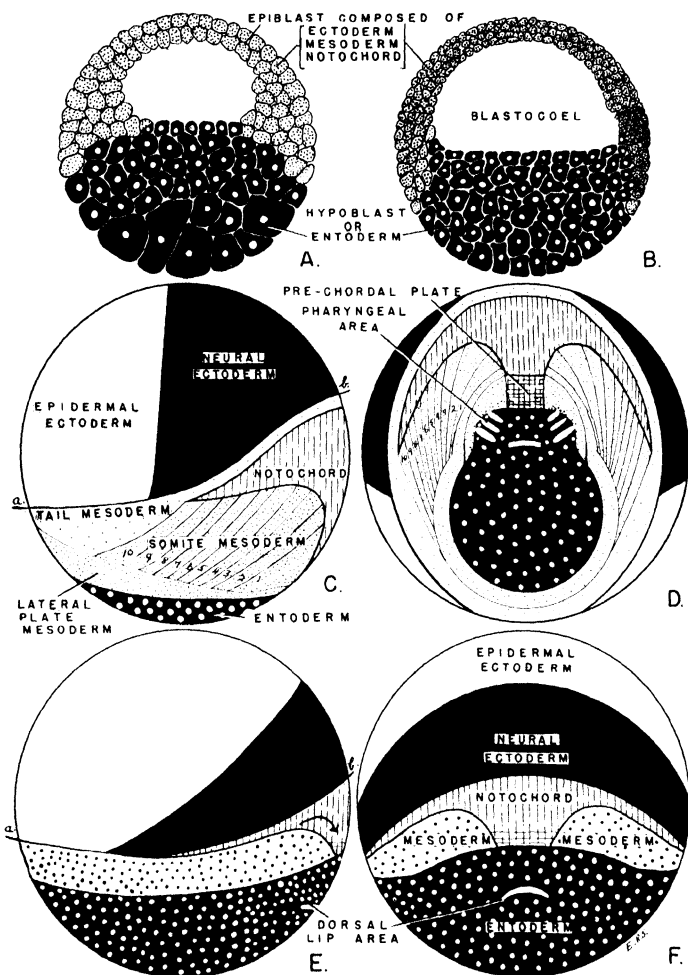 EPIBLAST COMPOSED OF
ECTODERM
MESODERM
NOTOCHORD
BLASTOCOEL
HYPOBLAST
OR
ENTODERM
A.
B.
PRE-CHORDAL PLATE
PHARYNGEAL
AREA
NEURAL
ECTODERM
EPIDERMAL
ECTODERM
b.
NOTOCHORD
a.
TAIL MESODERM
SOMITE MESODERM
10 9 8 7 6 5 4 3 2 1
C.
LATERAL
PLATE
MESODERM
ENTODERM
D.
EPIDERMAL
ECTODERM
NEURAL
ECTODERM
NOTOCHORD
b
a.
MESODERM
MESODERM
DORSAL
LIP AREA
ENTODERM
E.
F.